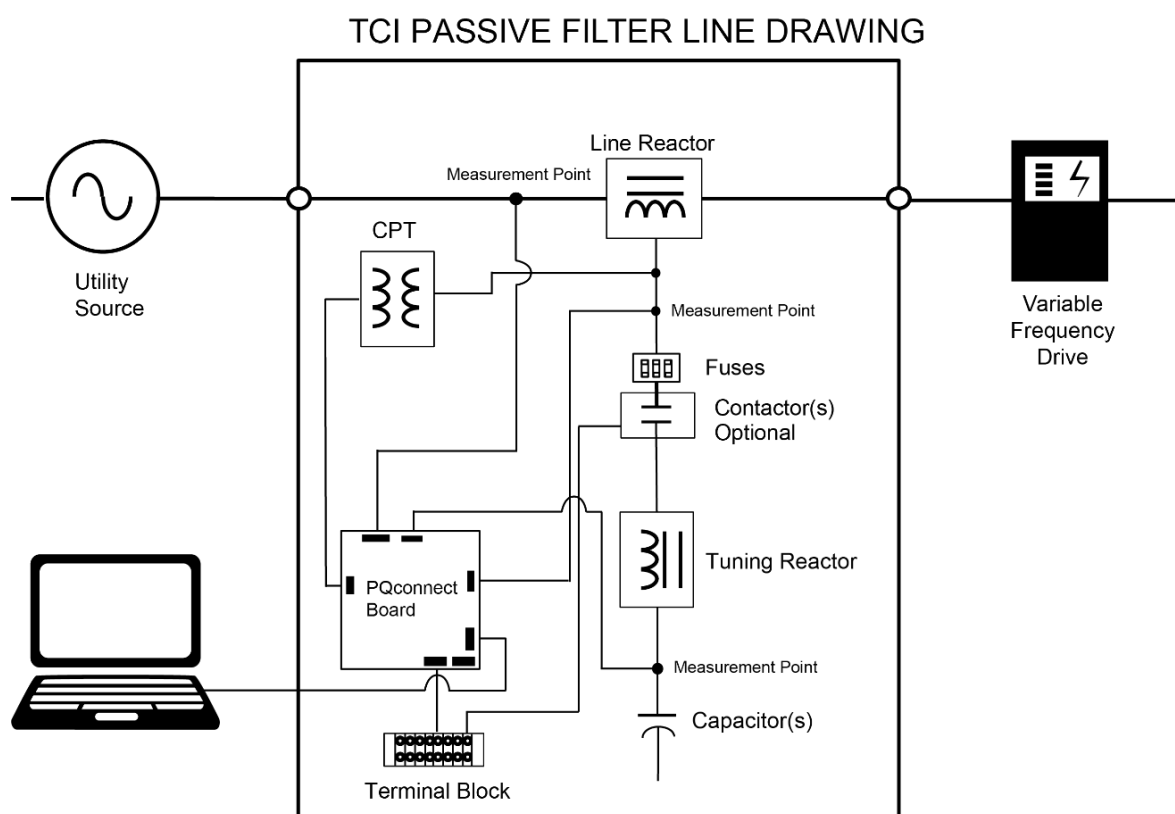 TCI PASSIVE FILTER LINE DRAWING
Line Reactor
Measurement Point
CPT
Utility
Source
Measurement Point
Variable
Frequency
Drive
Fuses
Contactor(s)
Optional
Tuning Reactor
PQconnect
Board
Measurement Point
Capacitor(s)
Terminal Block